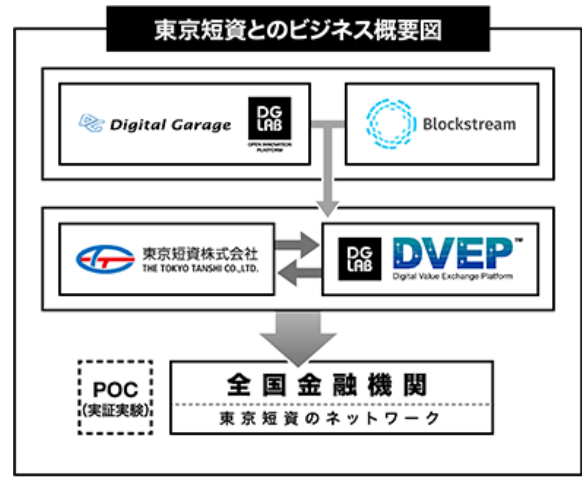 東京短資とのビジネス概要図
DG Digital Garage
DG
LAB
OPEN INNOVATION
PLATFORM
Blockstream
東京短資株式会社
THE TOKYO TANSHI CO.,LTD.
DG
LAB
DVEP™
Digital Value Exchange Platform
POC
(実証実験)
全国金融機関
東京短資のネットワーク